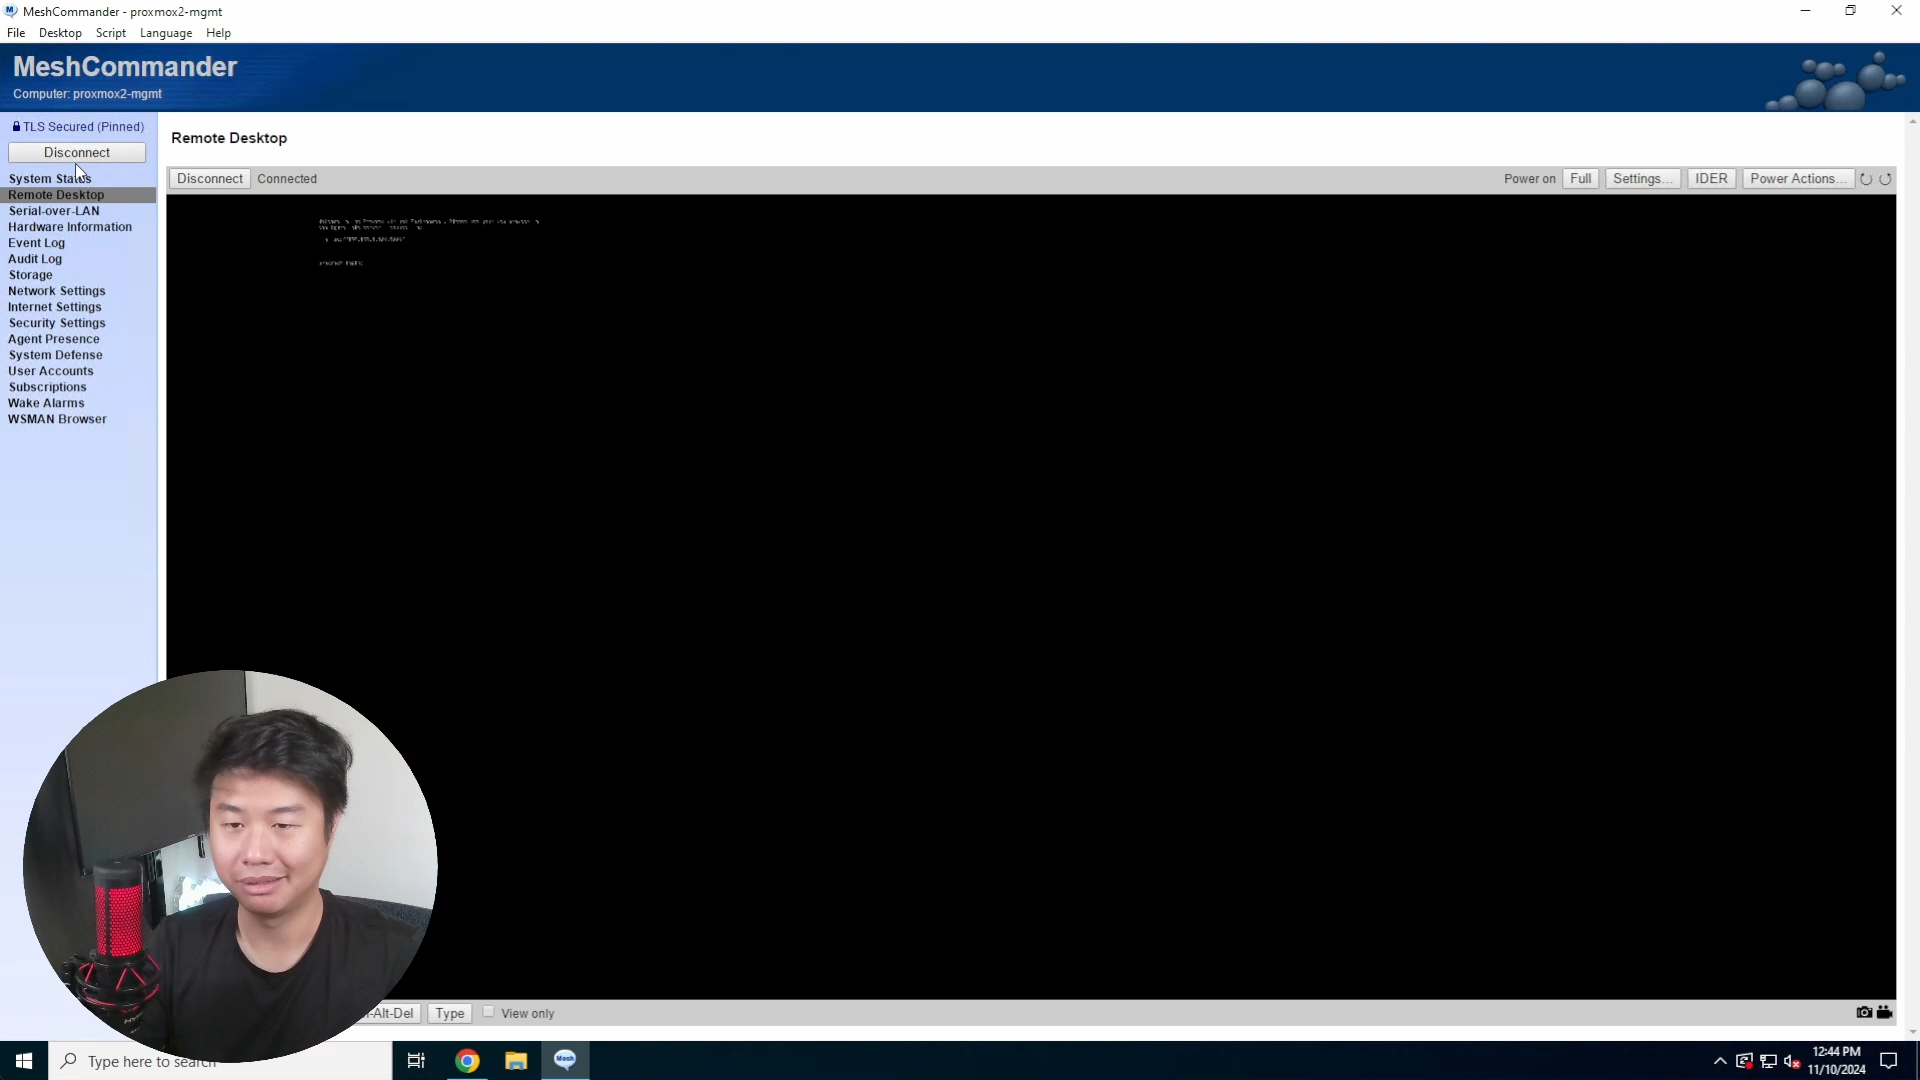 MeshCommander - proxmox2-mgmt
File Desktop Script Language Help
MeshCommander
Computer: proxmox2-mgmt
TLS Secured (Pinned)
Disconnect
System Status
Remote Desktop
Serial-over-LAN
Hardware Information
Event Log
Audit Log
Storage
Network Settings
Internet Settings
Security Settings
Agent Presence
System Defense
User Accounts
Subscriptions
Wake Alarms
WSMAN Browser
Remote Desktop
Disconnect Connected Power on Full Settings... IDER Power Actions...
-Alt-Del Type View only
Type here to search
Mesh
12:44 PM
11/10/2024